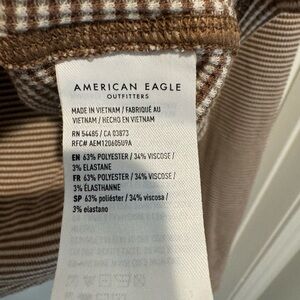 AMERICAN EAGLE
OUTFITTERS
MADE IN VIETNAM / FABRIQUÉ AU
VIETNAM / HECHO EN VIETNAM
RN 54485 / CA 03873
RFC# AEM120605U9A
EN 63% POLYESTER / 34% VISCOSE /
3% ELASTANE
FR 63% POLYESTER / 34% VISCOSE /
3% ÉLASTHANNE
SP 63% poliéster / 34% viscosa /
3% elastano